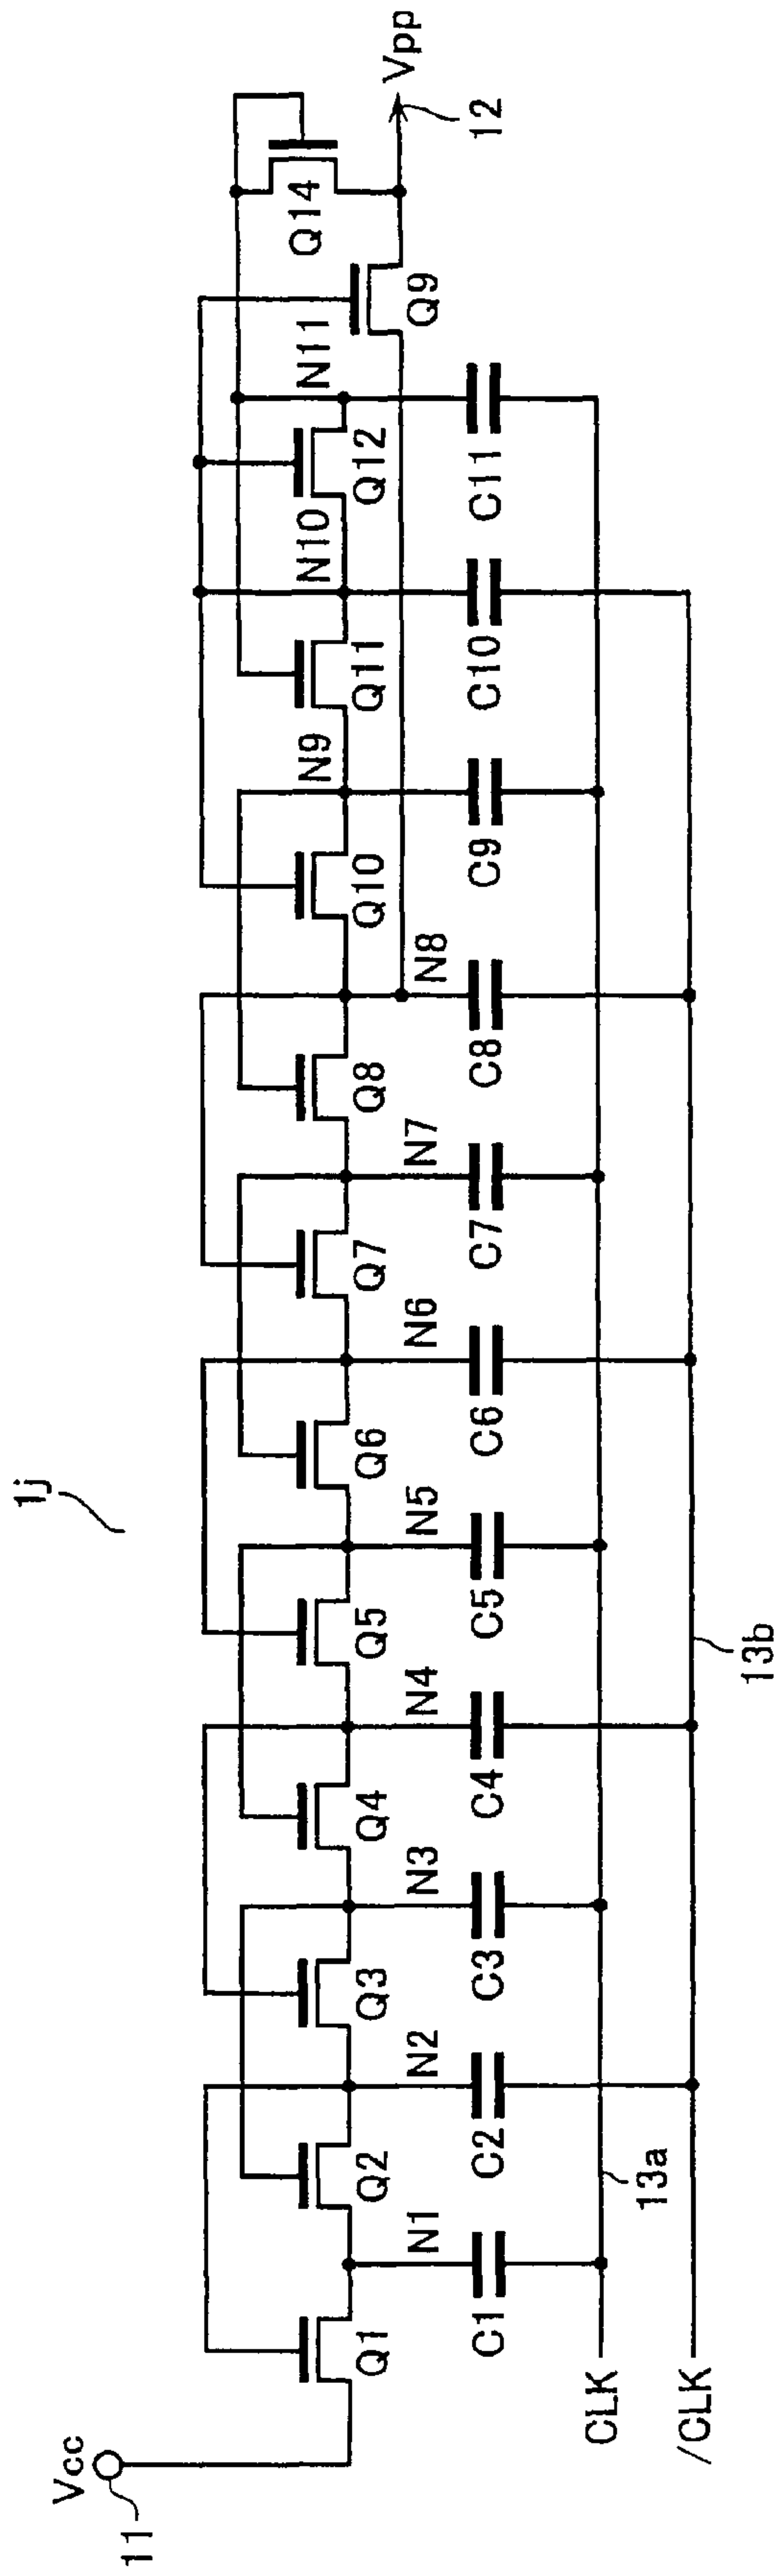 1j
Vcc
11
Vpp
12
Q14
N9
N10
N11
Q1
Q2
Q3
Q4
Q5
Q6
Q7
Q8
Q10
Q11
Q12
Q9
N1
N2
N3
N4
N5
N6
N7
N8
C1
C2
C3
C4
C5
C6
C7
C8
C9
C10
C11
CLK
13a
/CLK
13b